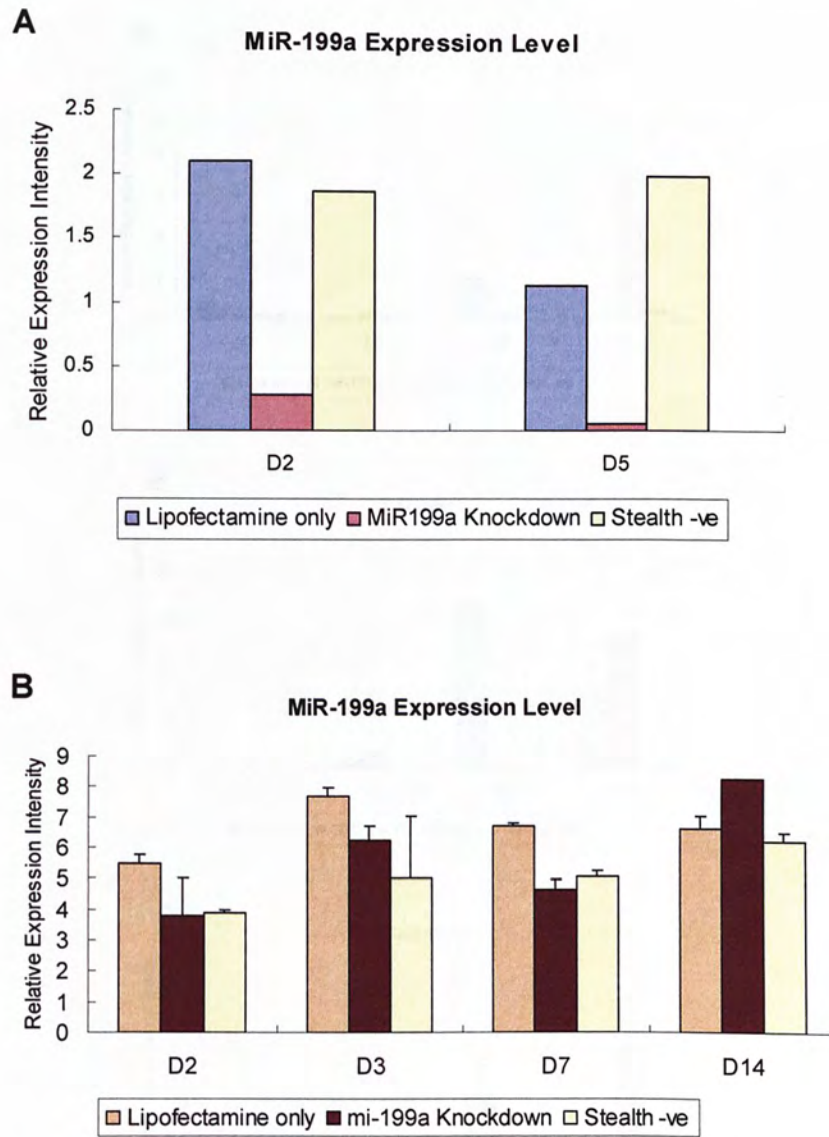 A
MiR-199a Expression Level
Relative Expression Intensity
2.5
2
1.5
1
0.5
0
D2 D5
Lipofectamine only MiR199a Knockdown Stealth -ve
B
MiR-199a Expression Level
Relative Expression Intensity
9
8
7
6
5
4
3
2
1
0
D2 D3 D7 D14
Lipofectamine only mi-199a Knockdown Stealth -ve